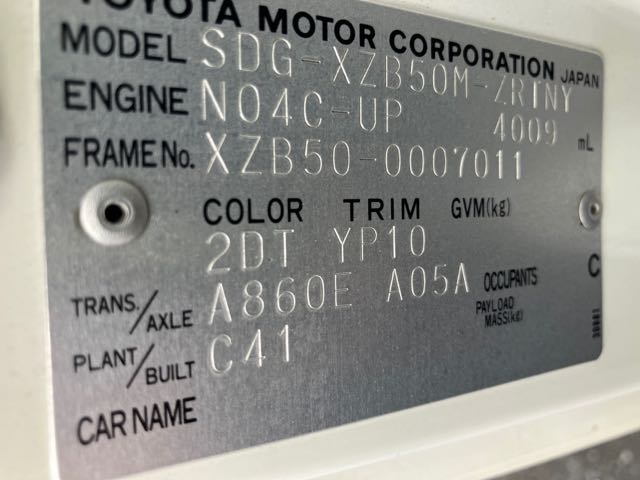 TOYOTA MOTOR CORPORATION JAPAN
MODEL SDG-XZB50M-ZRTNY
ENGINE N04C-UP 4009 mL
FRAME No. XZB50-0007011
COLOR TRIM GVM(kg)
2DT YP10
TRANS./AXLE A860E A05A OCCUPANTS C
PAYLOAD MASS(kg)
PLANT/BUILT C41
CAR NAME